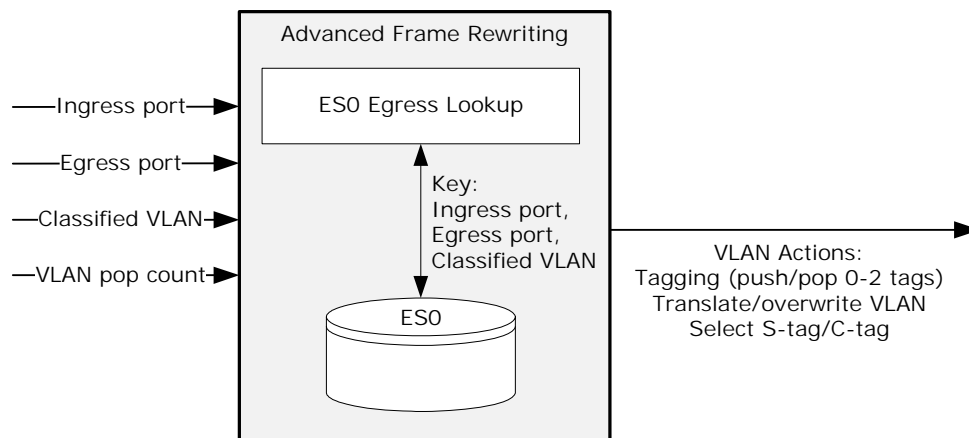 Advanced Frame Rewriting
ES0 Egress Lookup
Ingress port
Egress port
Classified VLAN
VLAN pop count
Key:
Ingress port,
Egress port,
Classified VLAN
ES0
VLAN Actions:
Tagging (push/pop 0-2 tags)
Translate/overwrite VLAN
Select S-tag/C-tag